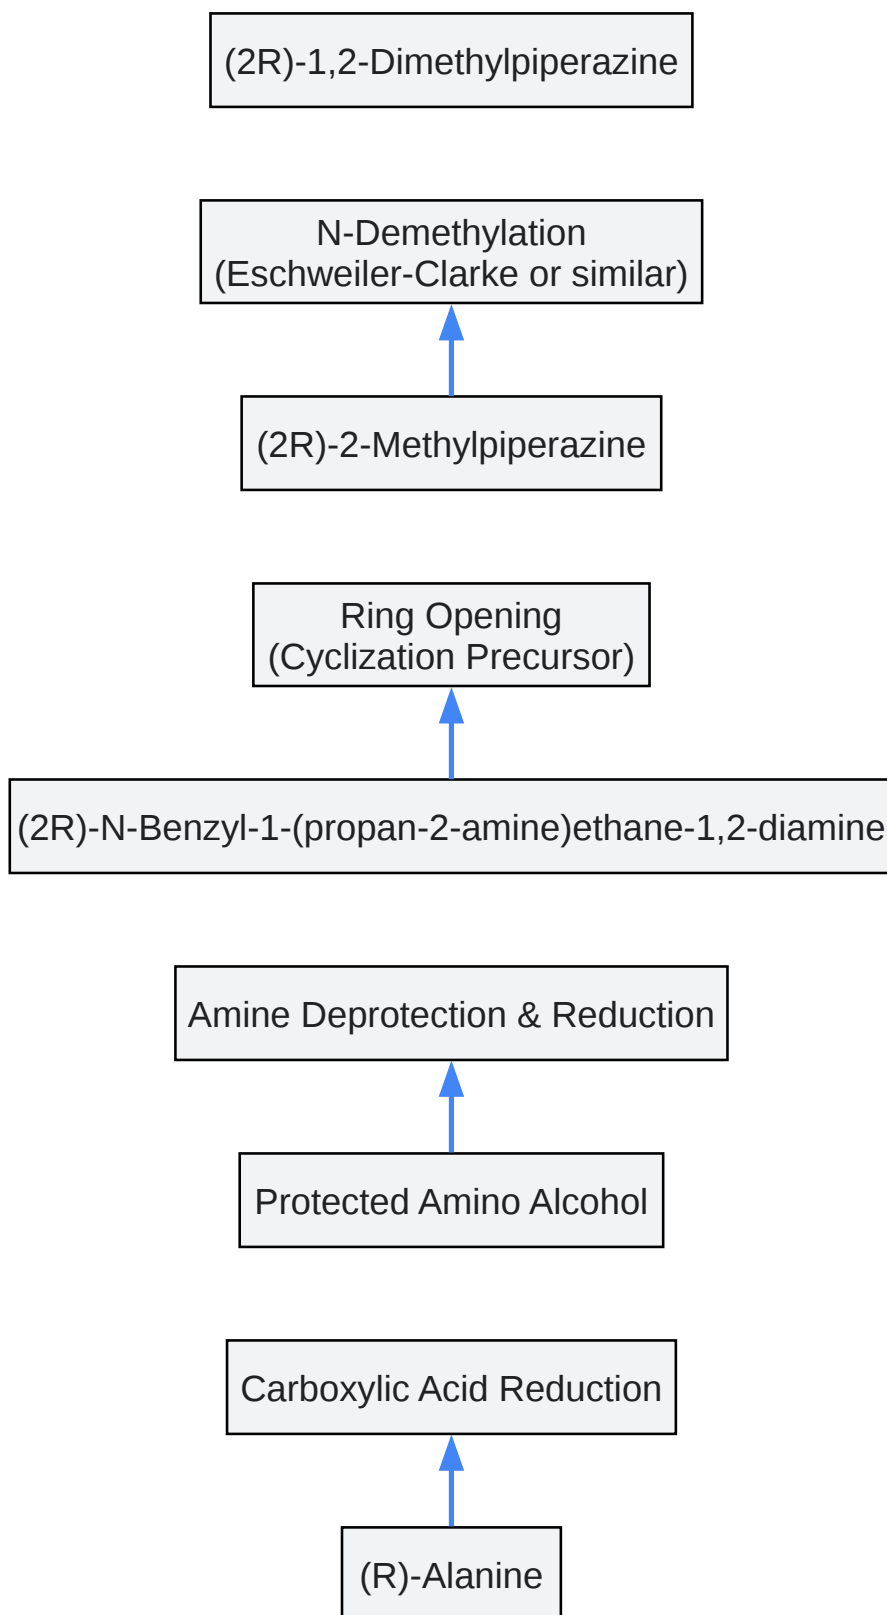 (2R)-1,2-Dimethylpiperazine
N-Demethylation
(Eschweiler-Clarke or similar)
(2R)-2-Methylpiperazine
Ring Opening
(Cyclization Precursor)
(2R)-N-Benzyl-1-(propan-2-amine)ethane-1,2-diamine
Amine Deprotection & Reduction
Protected Amino Alcohol
Carboxylic Acid Reduction
(R)-Alanine